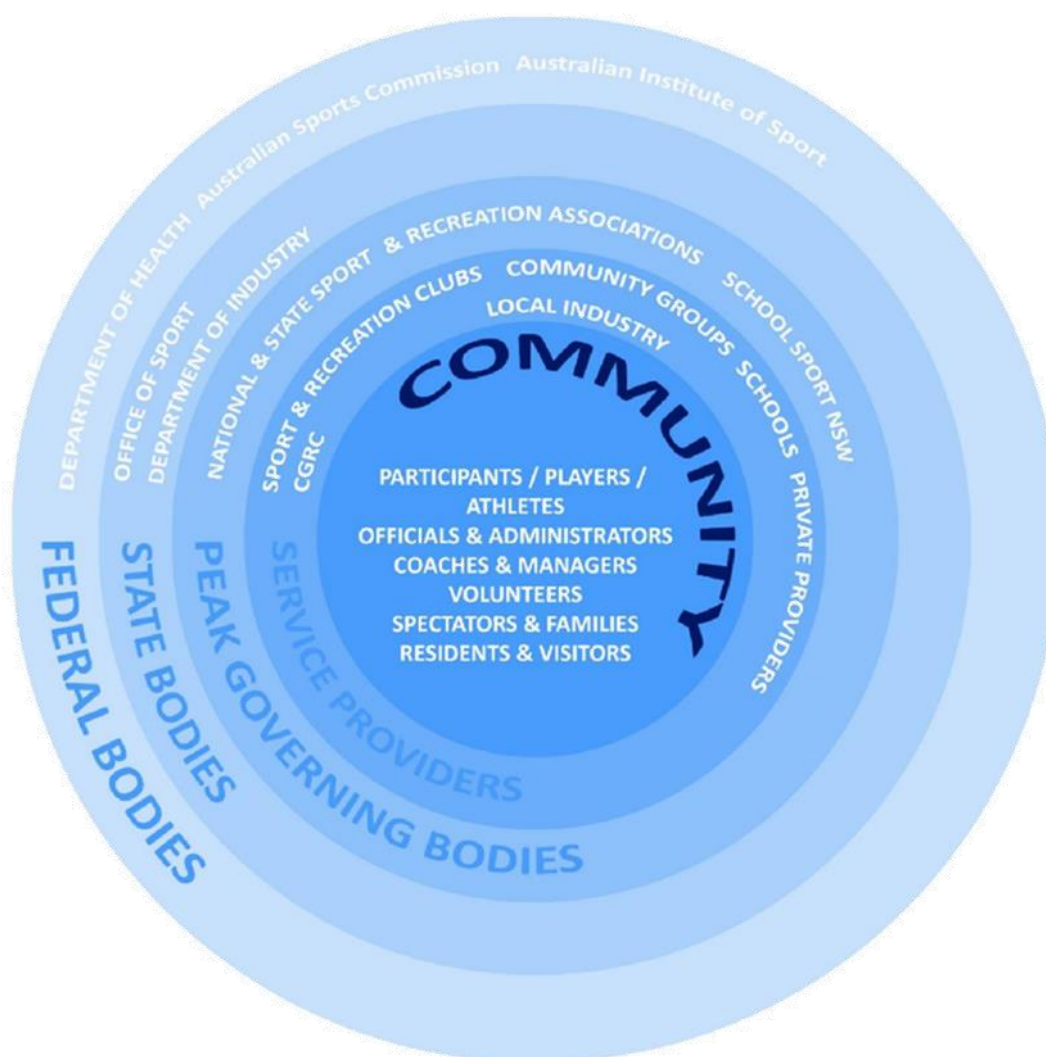 DEPARTMENT OF HEALTH Australian Sports Commission Australian Institute of Sport
OFFICE OF SPORT
DEPARTMENT OF INDUSTRY
NATIONAL & STATE SPORT & RECREATION ASSOCIATIONS SCHOOL SPORT NSW
SPORT & RECREATION CLUBS COMMUNITY GROUPS SCHOOLS PRIVATE PROVIDERS
CGRC
LOCAL INDUSTRY
COMMUNITY
PARTICIPANTS / PLAYERS /
ATHLETES
OFFICIALS & ADMINISTRATORS
COACHES & MANAGERS
VOLUNTEERS
SPECTATORS & FAMILIES
RESIDENTS & VISITORS
SERVICE PROVIDERS
PEAK GOVERNING BODIES
STATE BODIES
FEDERAL BODIES